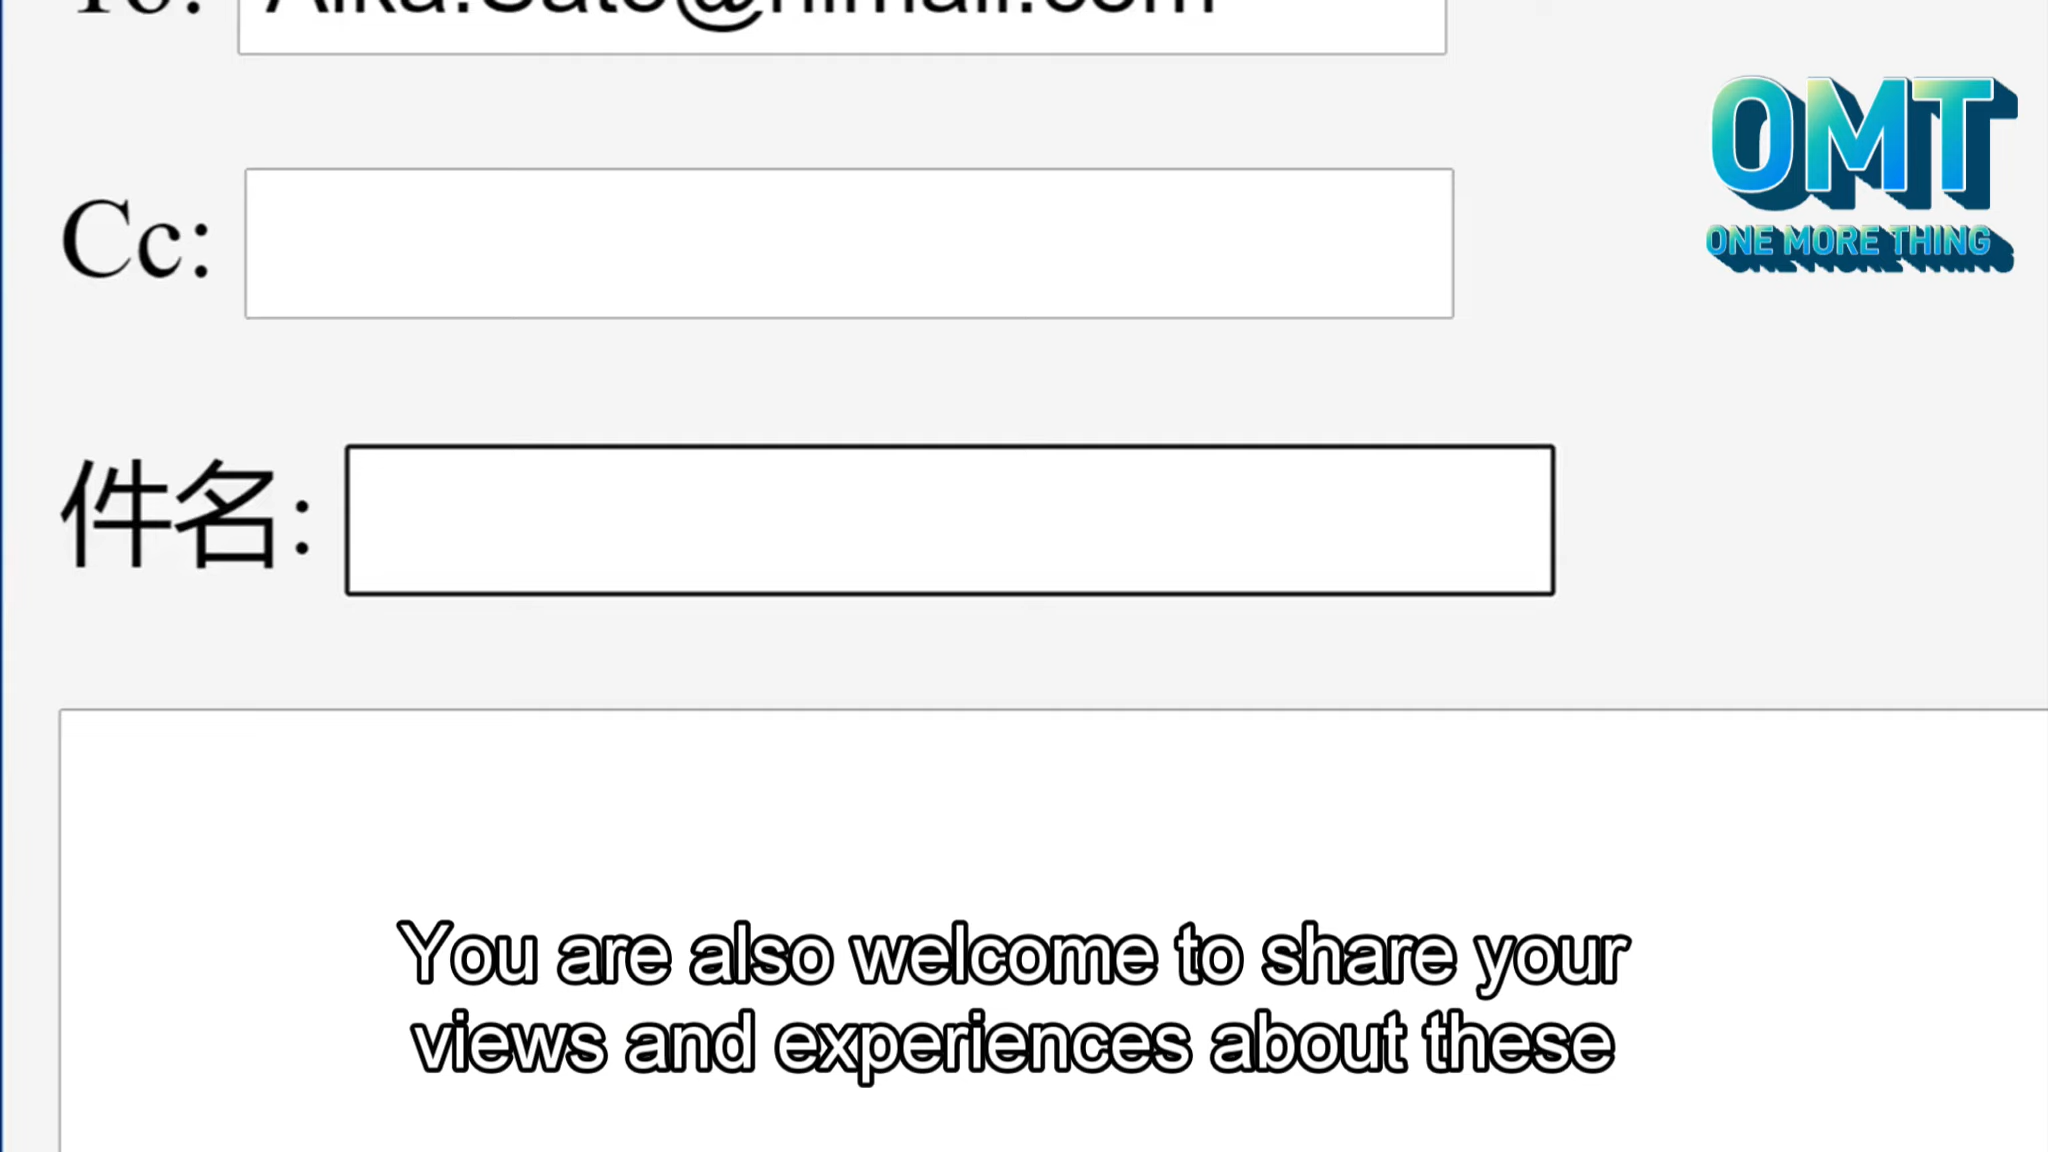 To:
OMT
ONE MORE THING
Cc:
件名:
You are also welcome to share your
views and experiences about these